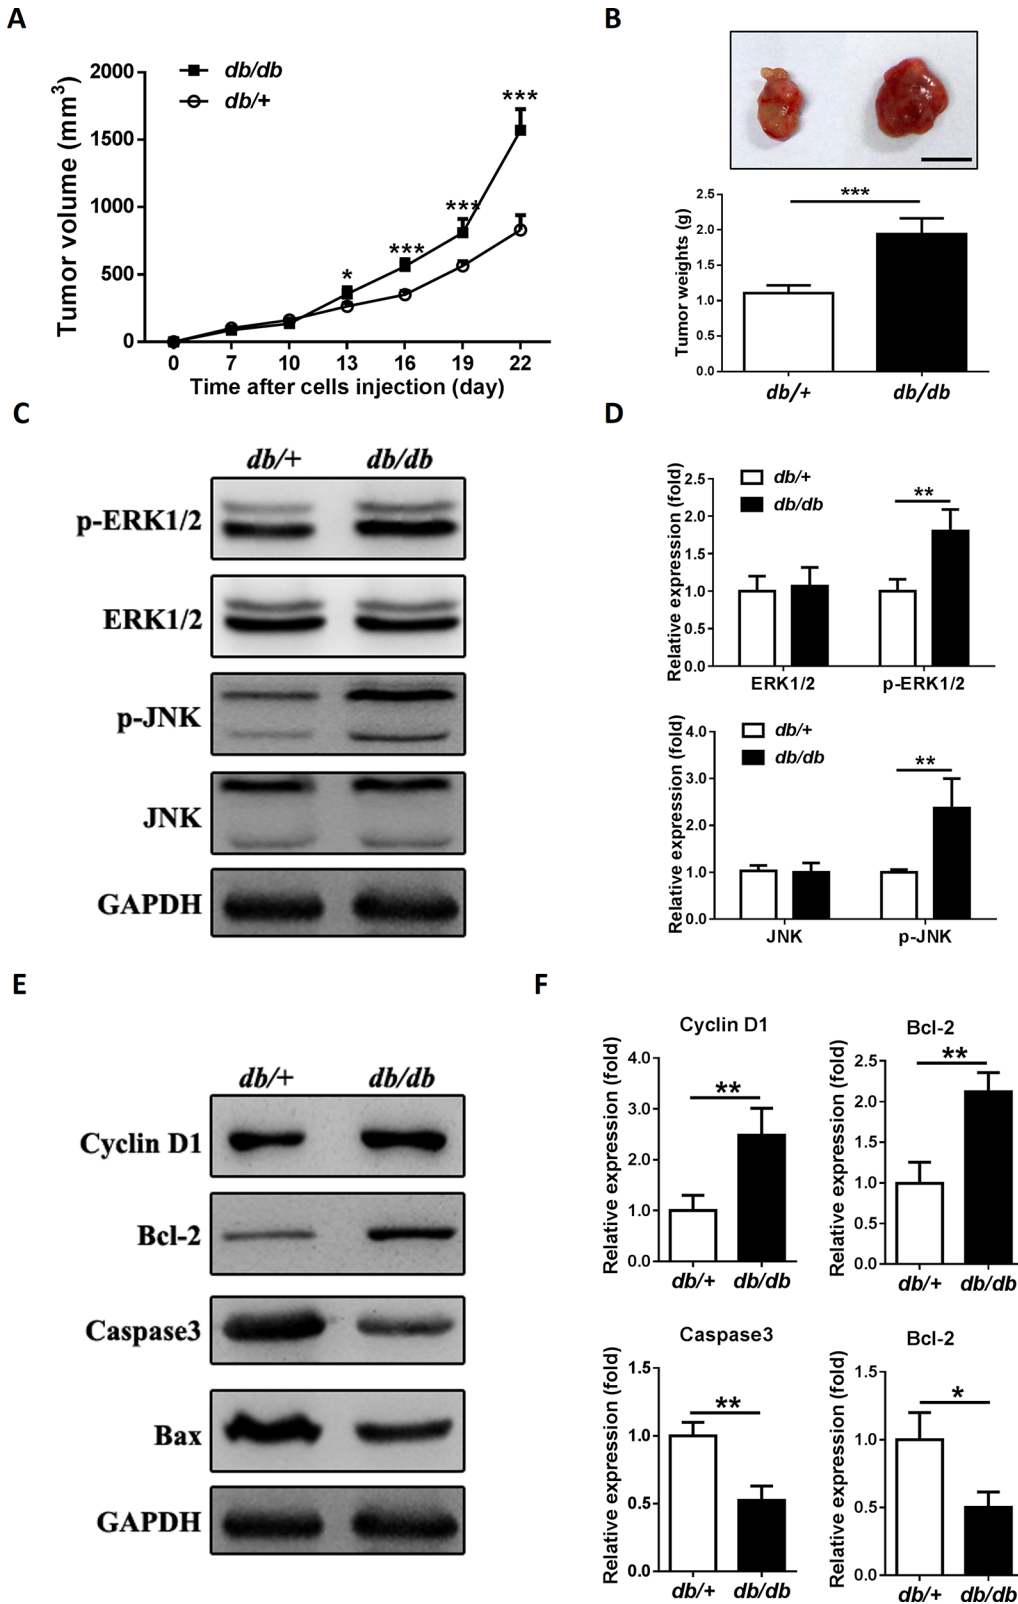 A
2000
1500
1000
500
0
Tumor volume (mm3)
db/db
db/+
*
***
***
***
0 7 10 13 16 19 22
Time after cells injection (day)
B
***
2.5
2.0
1.5
1.0
0.5
0.0
Tumor weights (g)
db/+ db/db
C
db/+ db/db
p-ERK1/2
ERK1/2
p-JNK
JNK
GAPDH
D
Relative expression (fold)
2.5
2.0
1.5
1.0
0.5
0.0
db/+
db/db
**
ERK1/2 p-ERK1/2
Relative expression (fold)
4.0
3.0
2.0
1.0
0.0
db/+
db/db
**
JNK p-JNK
E
db/+ db/db
Cyclin D1
Bcl-2
Caspase3
Bax
GAPDH
F
Cyclin D1
Relative expression (fold)
4.0
3.0
2.0
1.0
0.0
**
db/+ db/db
Bcl-2
Relative expression (fold)
2.5
2.0
1.5
1.0
0.5
0.0
**
db/+ db/db
Caspase3
Relative expression (fold)
1.5
1.0
0.5
0.0
**
db/+ db/db
Bcl-2
Relative expression (fold)
1.5
1.0
0.5
0.0
*
db/+ db/db